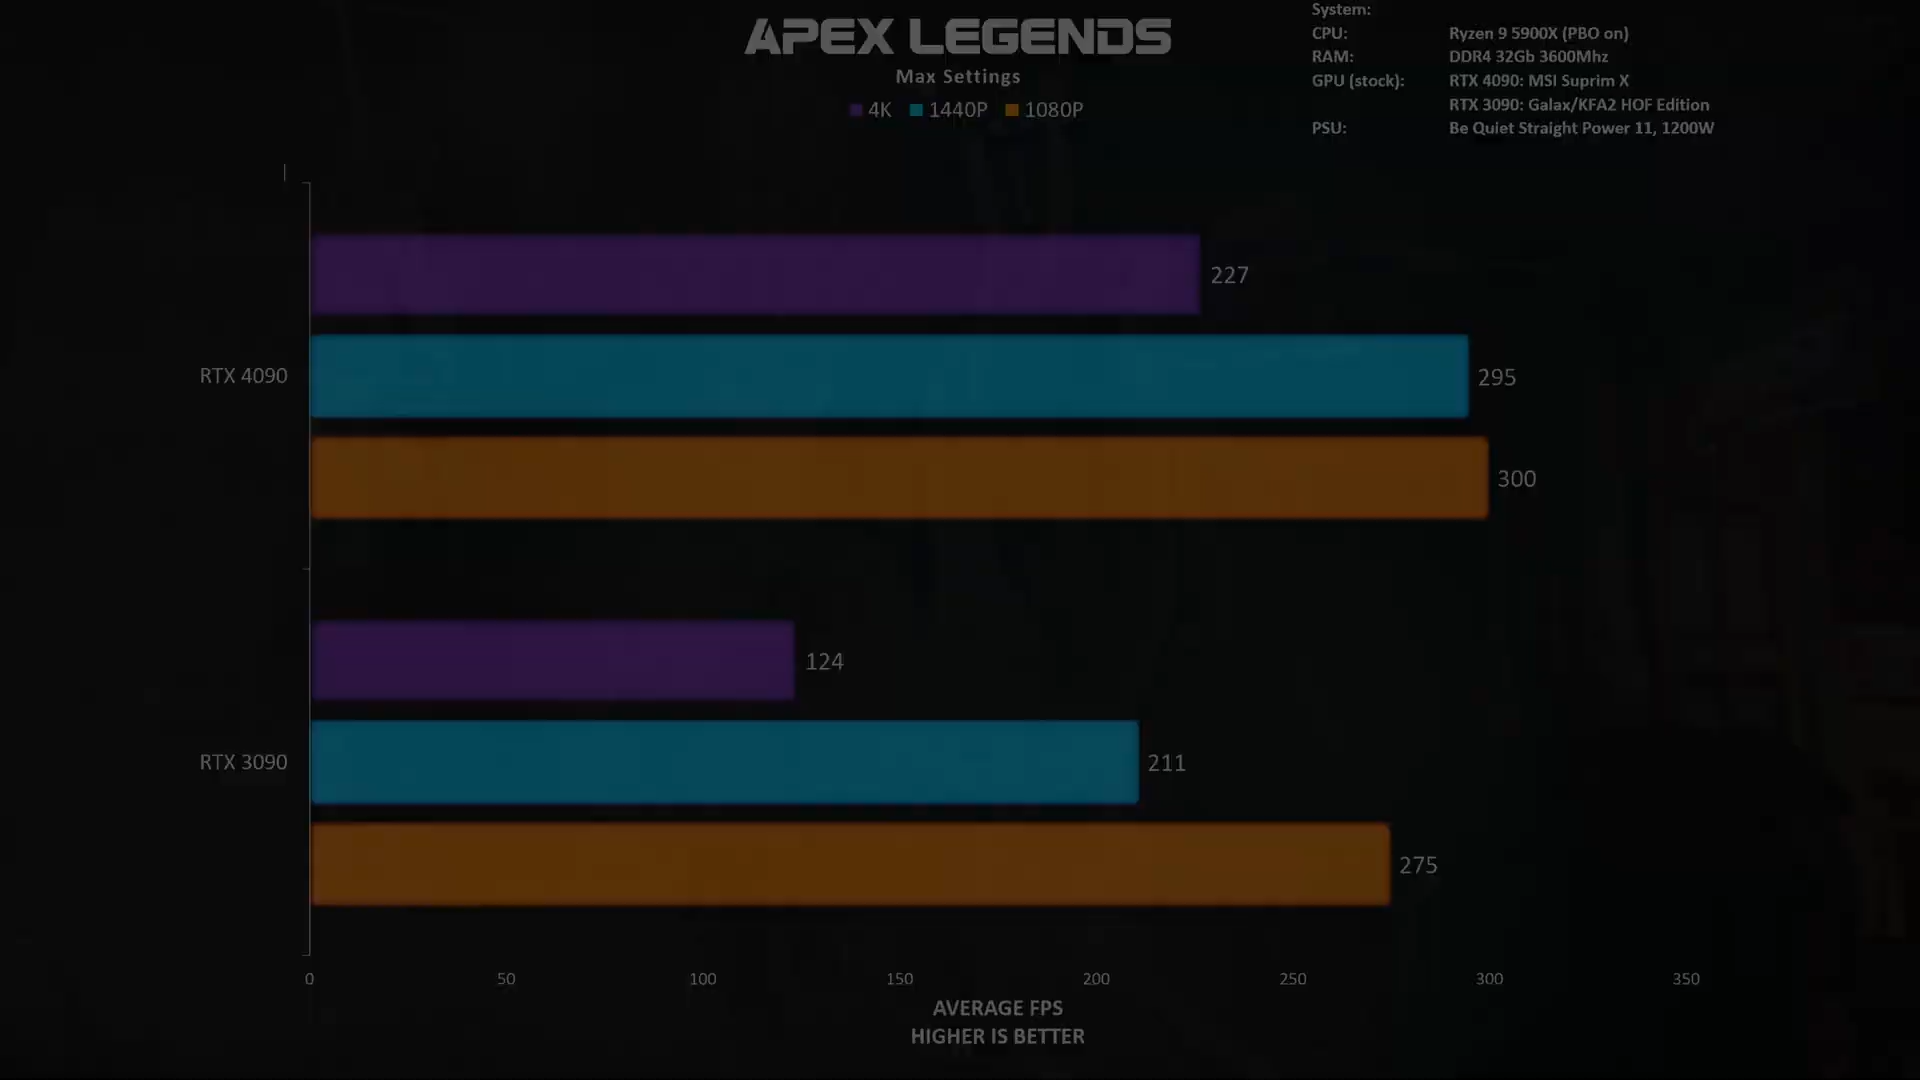 APEX LEGENDS
Max Settings
4K 1440P 1080P
System:
CPU: Ryzen 9 5900X (PBO on)
RAM: DDR4 32Gb 3600Mhz
GPU (stock): RTX 4090: MSI Suprim X
RTX 3090: Galax/KFA2 HOF Edition
PSU: Be Quiet Straight Power 11, 1200W
227
RTX 4090 295
300
124
RTX 3090 211
275
0 50 100 150 200 250 300 350
AVERAGE FPS
HIGHER IS BETTER